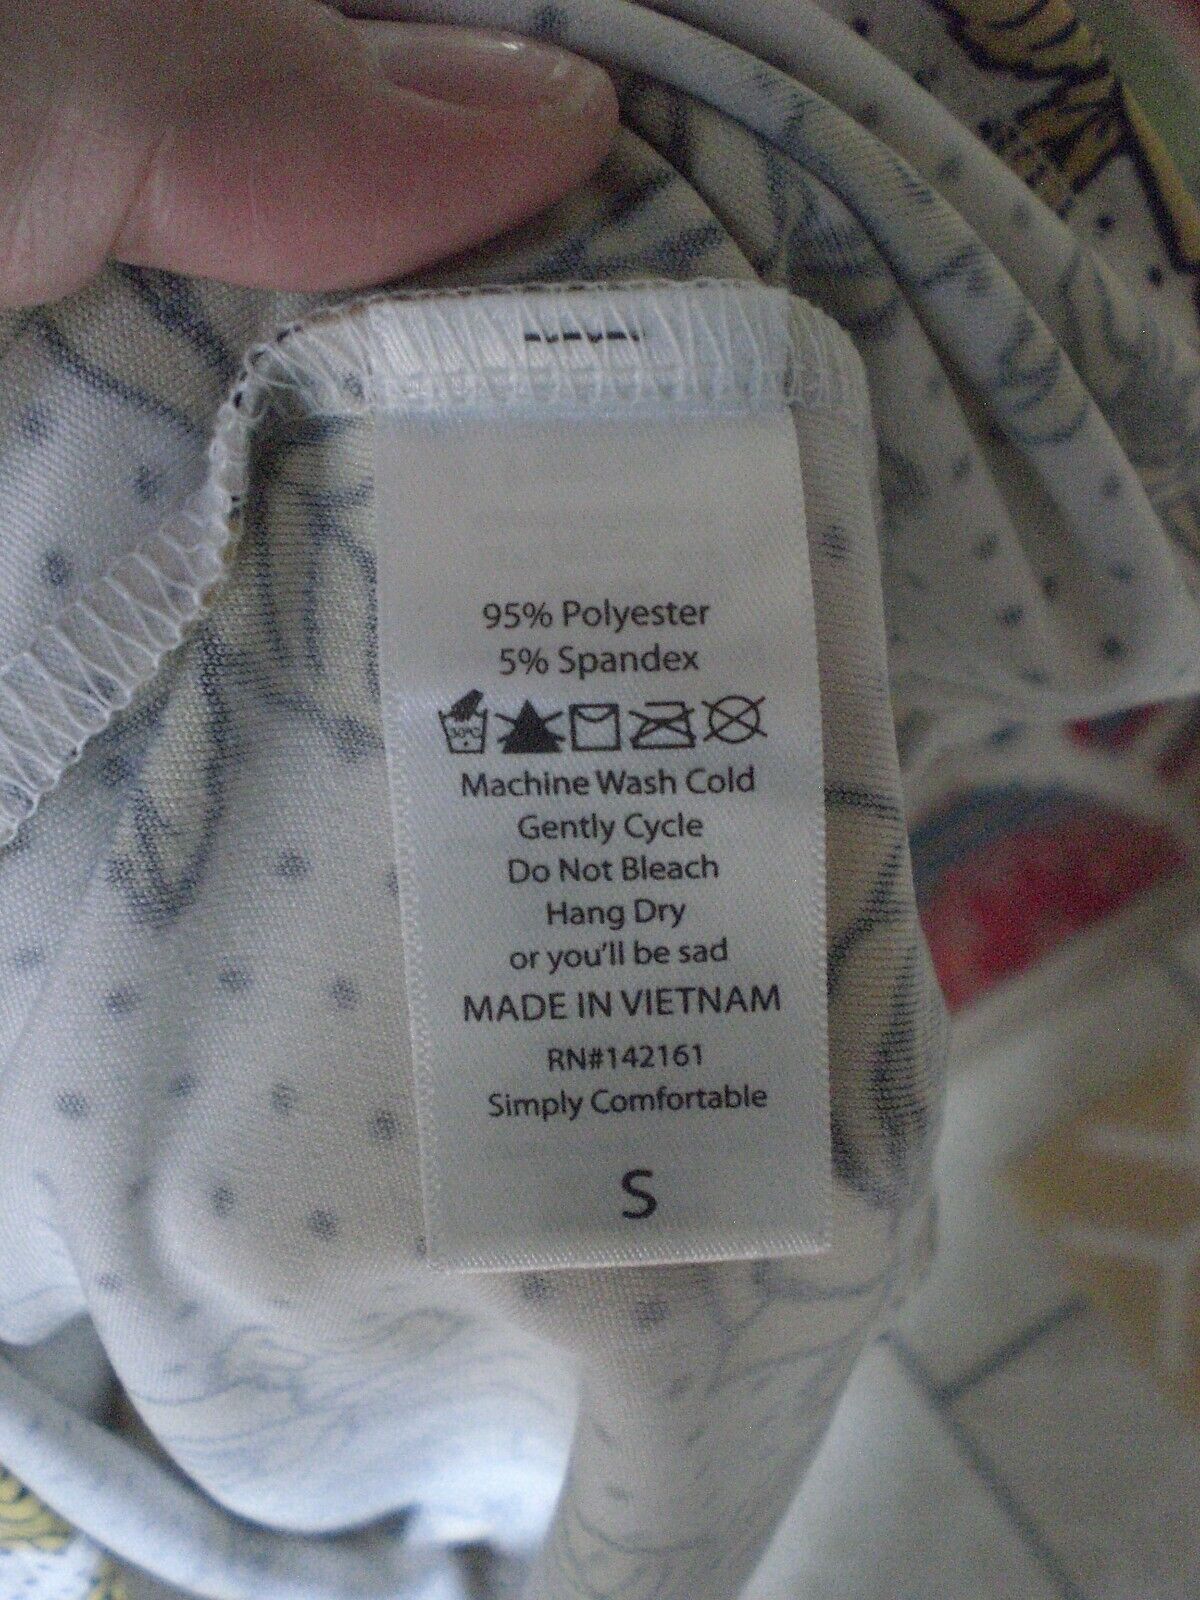 95% Polyester
5% Spandex
30°C
Machine Wash Cold
Gently Cycle
Do Not Bleach
Hang Dry
or you'll be sad
MADE IN VIETNAM
RN#142161
Simply Comfortable
S